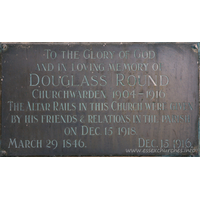 TO THE GLORY OF GOD
AND IN LOVING MEMORY OF
DOUGLASS ROUND
CHURCHWARDEN 1904-1916
THE ALTAR RAILS IN THIS CHURCH WERE
BY HIS FRIENDS & RELATIONS IN THE PARISH
ON DEC 15 1918.
MARCH 29 1846. DEC 15 1916.